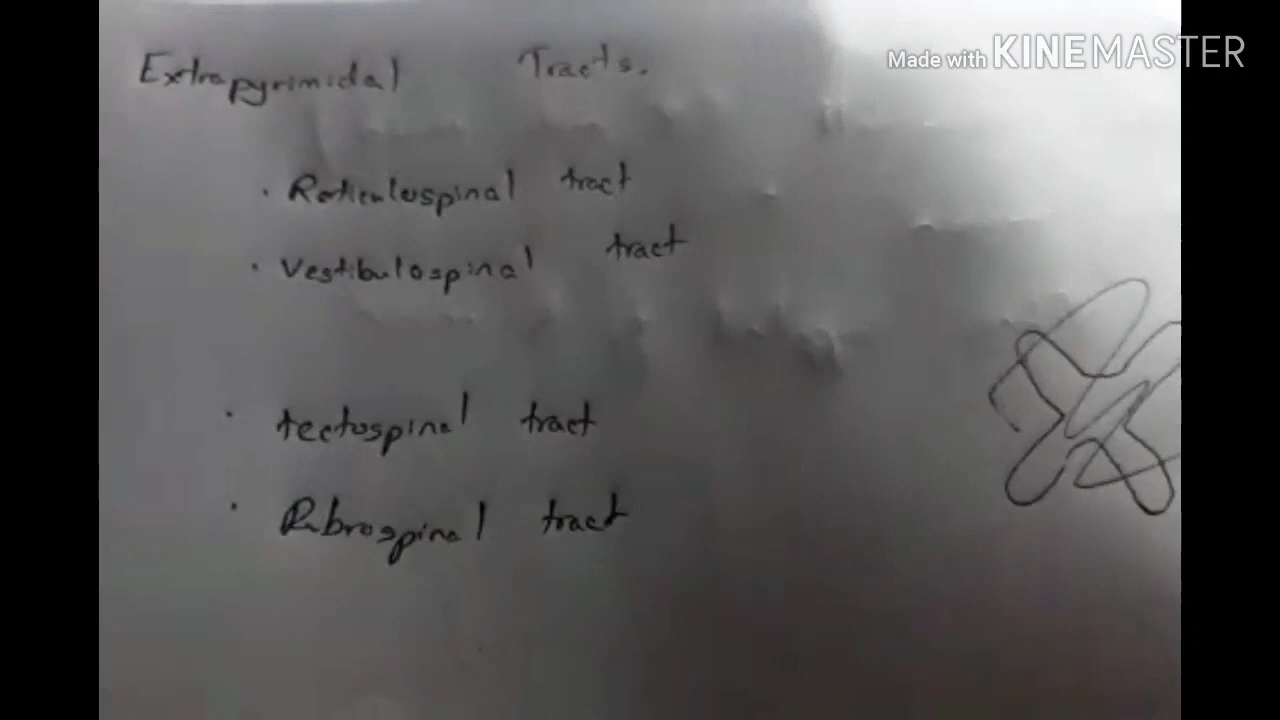 Made with KINEMASTER
Extrapyrimidal Tracts.
. Reticulospinal tract
. Vestibulospinal tract
. tectospinal tract
. Rubrospinal tract